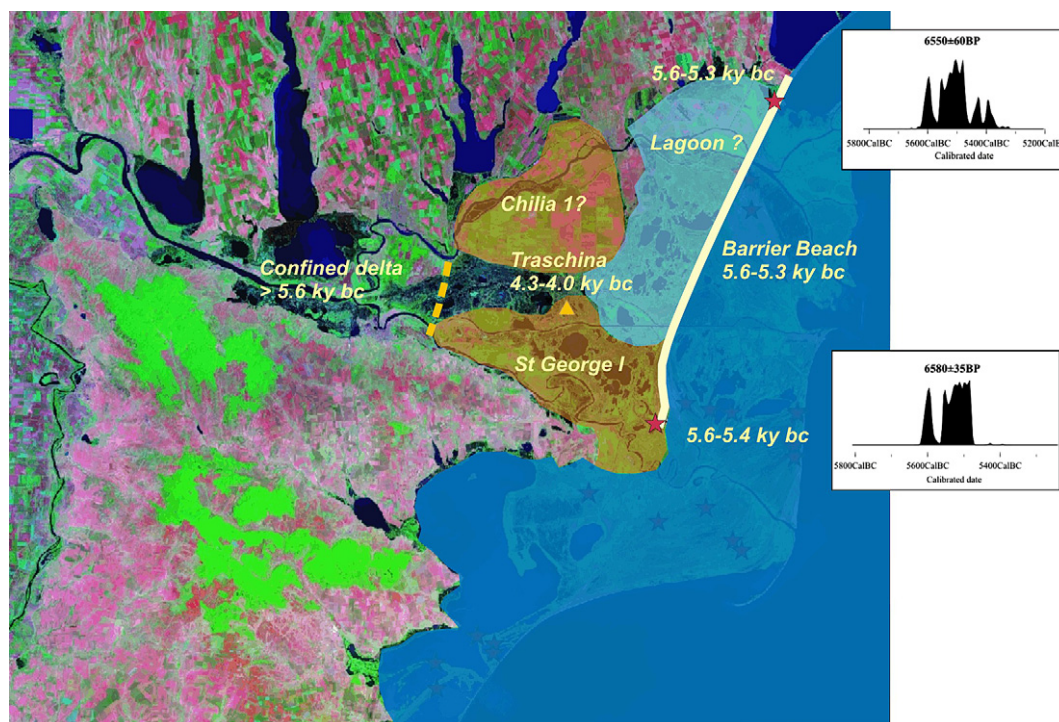 5.6-5.3 ky bc
Lagoon ?
Chilia 1?
Traschina
4.3-4.0 ky bc
Confined delta
> 5.6 ky bc
Barrier Beach
5.6-5.3 ky bc
St George I
5.6-5.4 ky bc
6550±60BP
5800CalBC 5600CalBC 5400CalBC 5200CalB
Calibrated date
6580±35BP
5800CalBC 5600CalBC 5400CalBC
Calibrated date